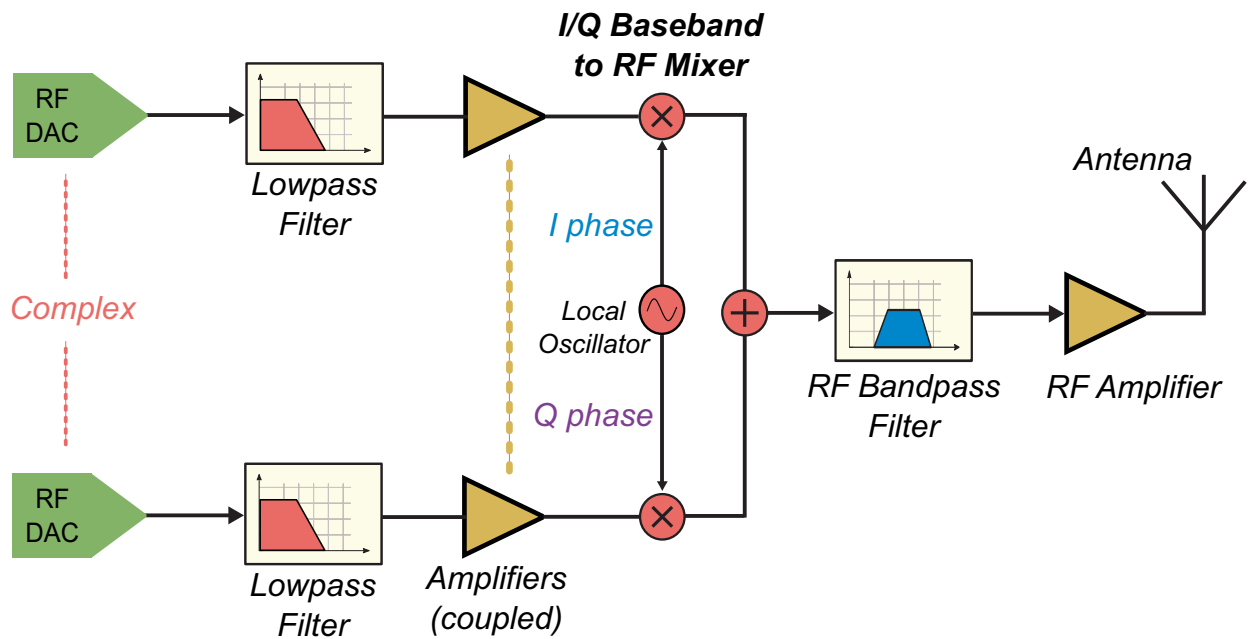 I/Q Baseband
to RF Mixer
RF
DAC
Lowpass
Filter
Antenna
I phase
Complex
Local
Oscillator
Q phase
RF Bandpass
Filter
RF Amplifier
RF
DAC
Lowpass
Filter
Amplifiers
(coupled)